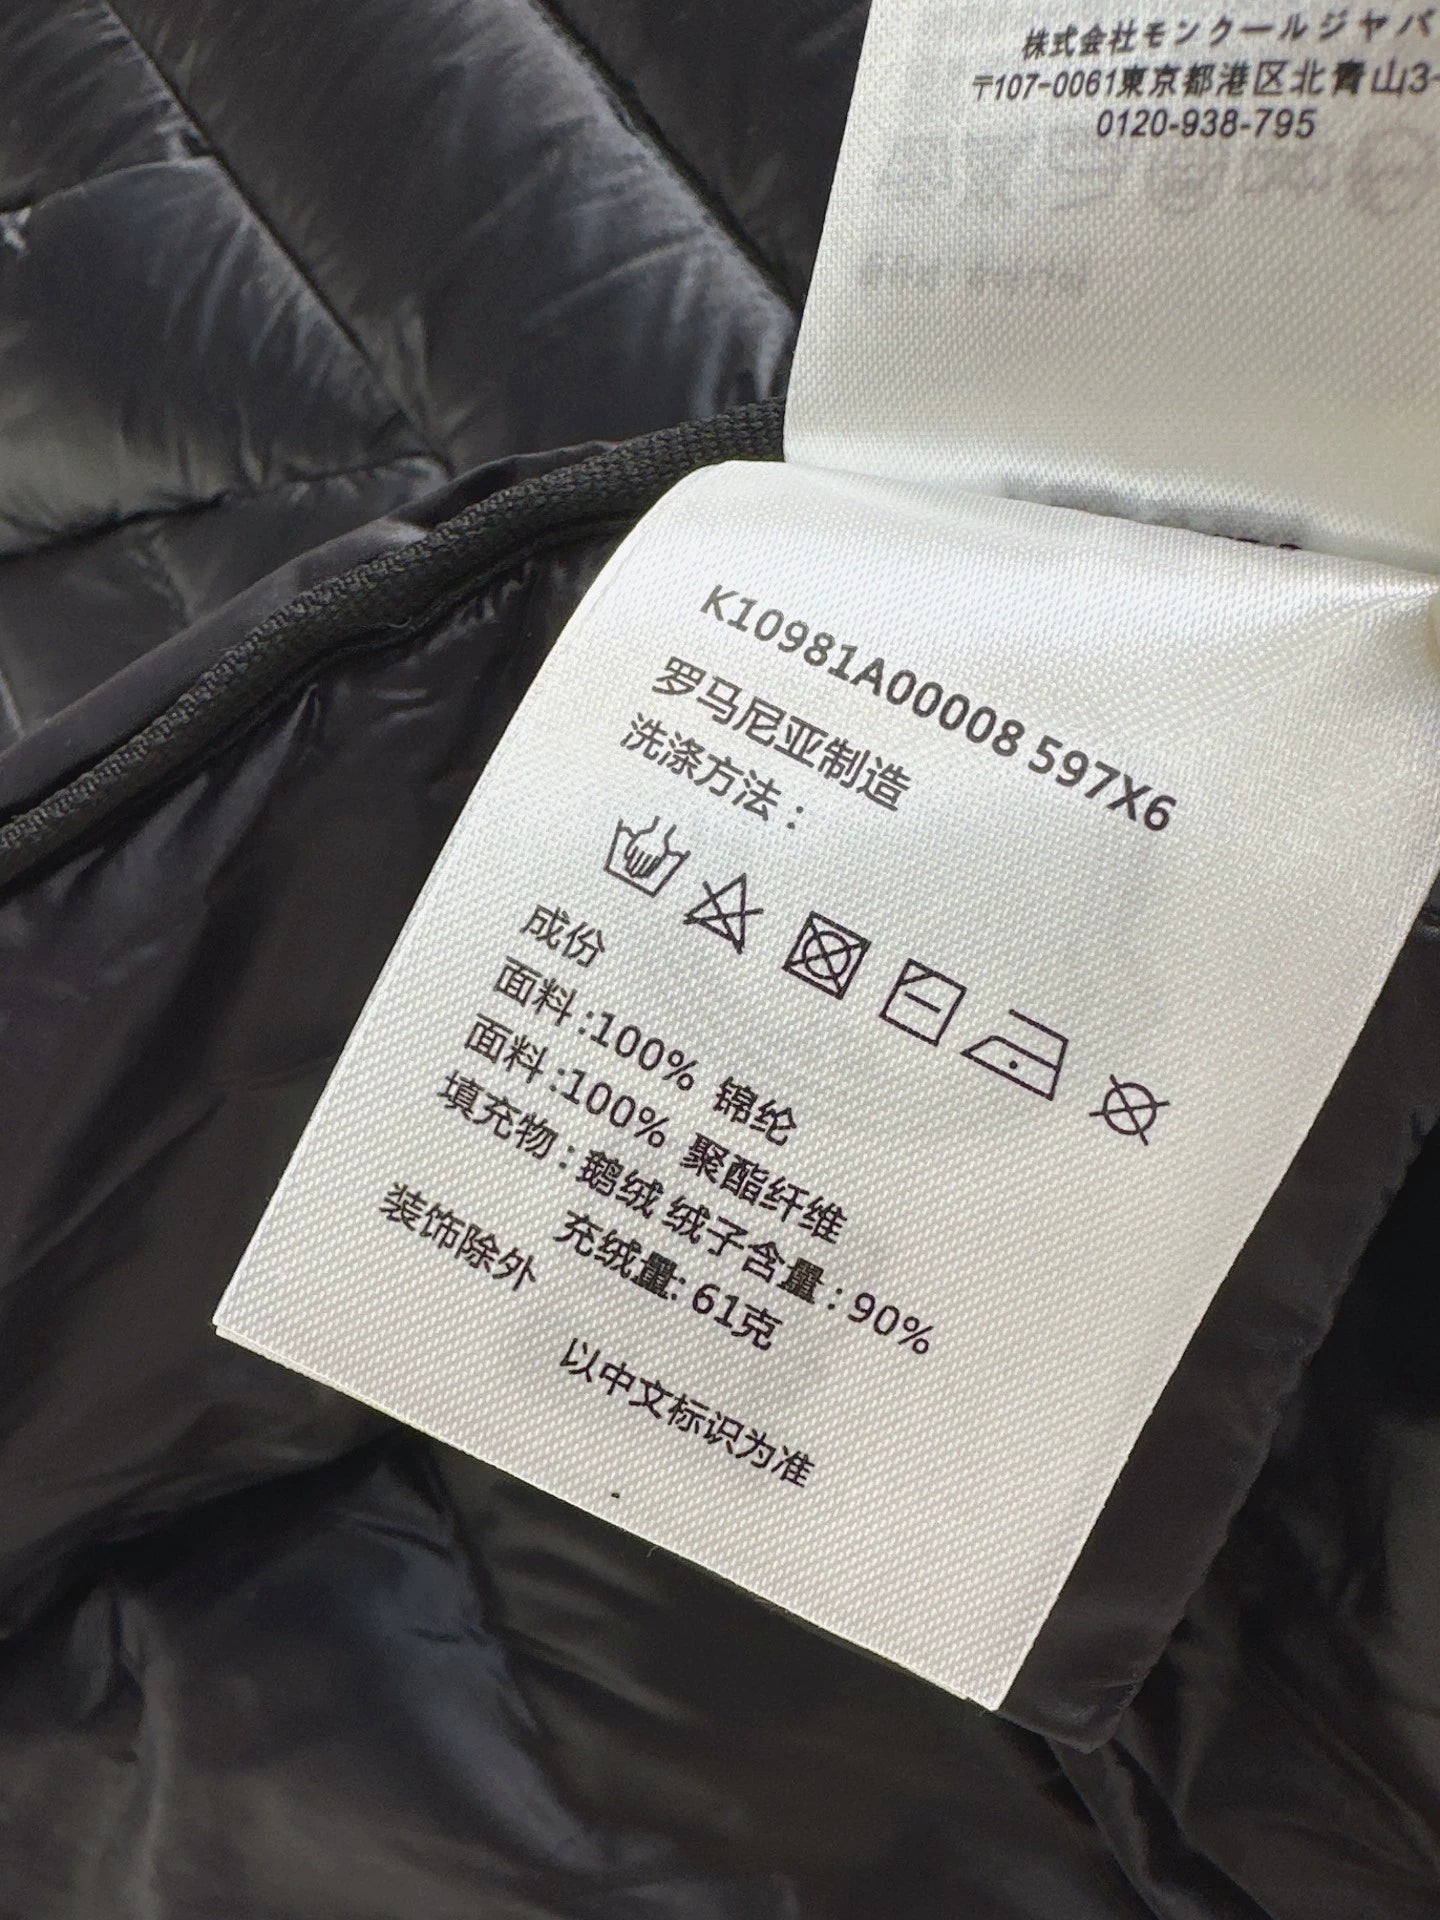 株式会社モンクールジャパ
〒107-0061東京都港区北青山3-
0120-938-795
K10981A00008 597X6
罗马尼亚制造
洗涤方法：
成份
面料:100% 锦纶
面料:100% 聚酯纤维
填充物:鹅绒 绒子含量:90%
充绒量:61克
装饰除外
以中文标识为准